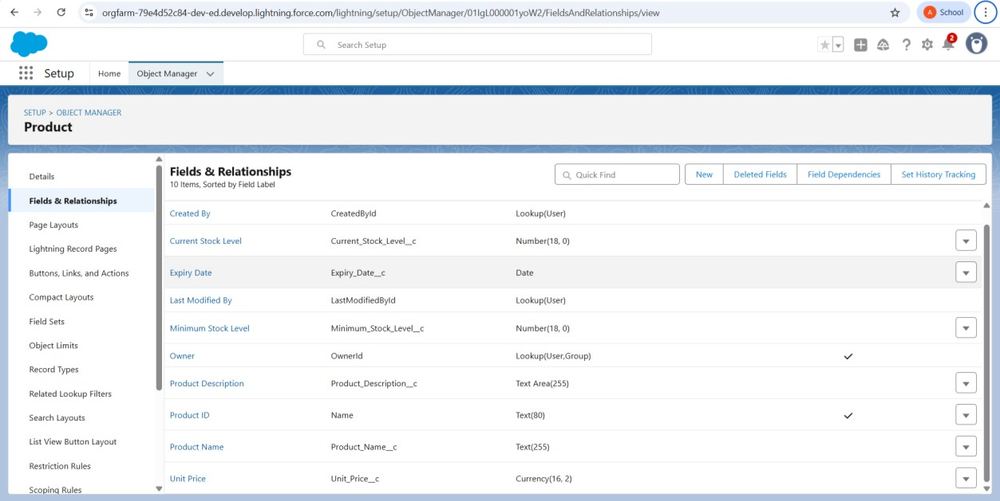 orgfarm-79e4d52c84-dev-ed.develop.lightning.force.com/lightning/setup/ObjectManager/01IgL000001yoW2/FieldsAndRelationships/view
A School
Search Setup
2
Setup Home Object Manager
SETUP > OBJECT MANAGER
Product
Details
Fields & Relationships
Page Layouts
Lightning Record Pages
Buttons, Links, and Actions
Compact Layouts
Field Sets
Object Limits
Record Types
Related Lookup Filters
Search Layouts
List View Button Layout
Restriction Rules
Scoping Rules
Fields & Relationships
10 Items, Sorted by Field Label
Quick Find New Deleted Fields Field Dependencies Set History Tracking
Created By CreatedById Lookup(User)
Current Stock Level Current_Stock_Level__c Number(18, 0)
Expiry Date Expiry_Date__c Date
Last Modified By LastModifiedById Lookup(User)
Minimum Stock Level Minimum_Stock_Level__c Number(18, 0)
Owner OwnerId Lookup(User,Group)
Product Description Product_Description__c Text Area(255)
Product ID Name Text(80)
Product Name Product_Name__c Text(255)
Unit Price Unit_Price__c Currency(16, 2)